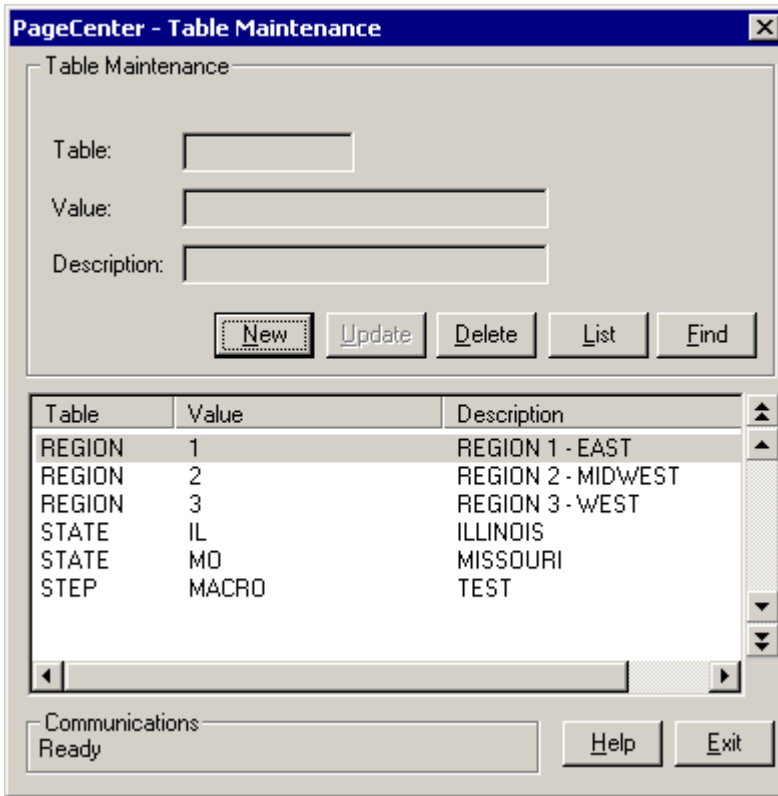 PageCenter - Table Maintenance
Table Maintenance
Table:
Value:
Description:
New Update Delete List Find
Table Value Description
REGION 1 REGION 1 - EAST
REGION 2 REGION 2 - MIDWEST
REGION 3 REGION 3 - WEST
STATE IL ILLINOIS
STATE MO MISSOURI
STEP MACRO TEST
Communications
Ready
Help Exit